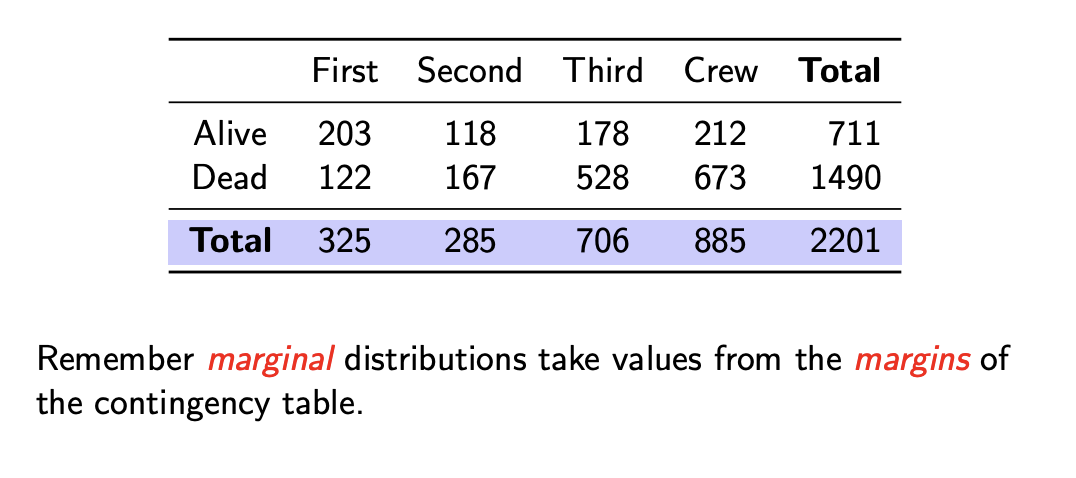 First Second Third Crew Total
Alive 203 118 178 212 711
Dead 122 167 528 673 1490
Total 325 285 706 885 2201
Remember marginal distributions take values from the margins of
the contingency table.